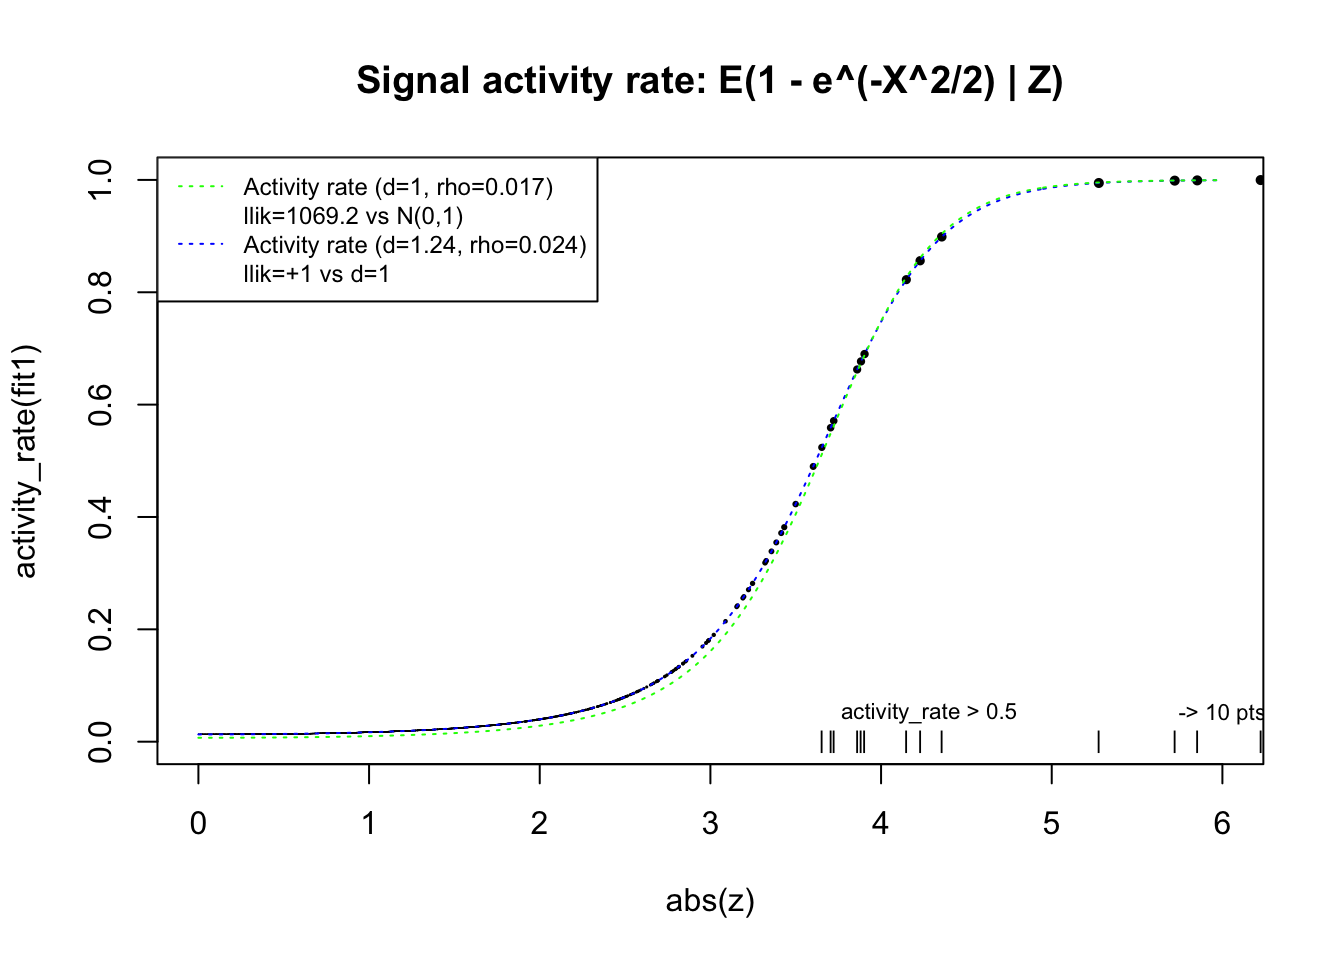 Signal activity rate: E(1 - e^(-X^2/2) | Z)
Activity rate (d=1, rho=0.017)
llik=1069.2 vs N(0,1)
Activity rate (d=1.24, rho=0.024)
llik=+1 vs d=1
activity_rate(fit1)
1.0
0.8
0.6
0.4
0.2
0.0
activity_rate > 0.5
-> 10 pts
0 1 2 3 4 5 6
abs(z)